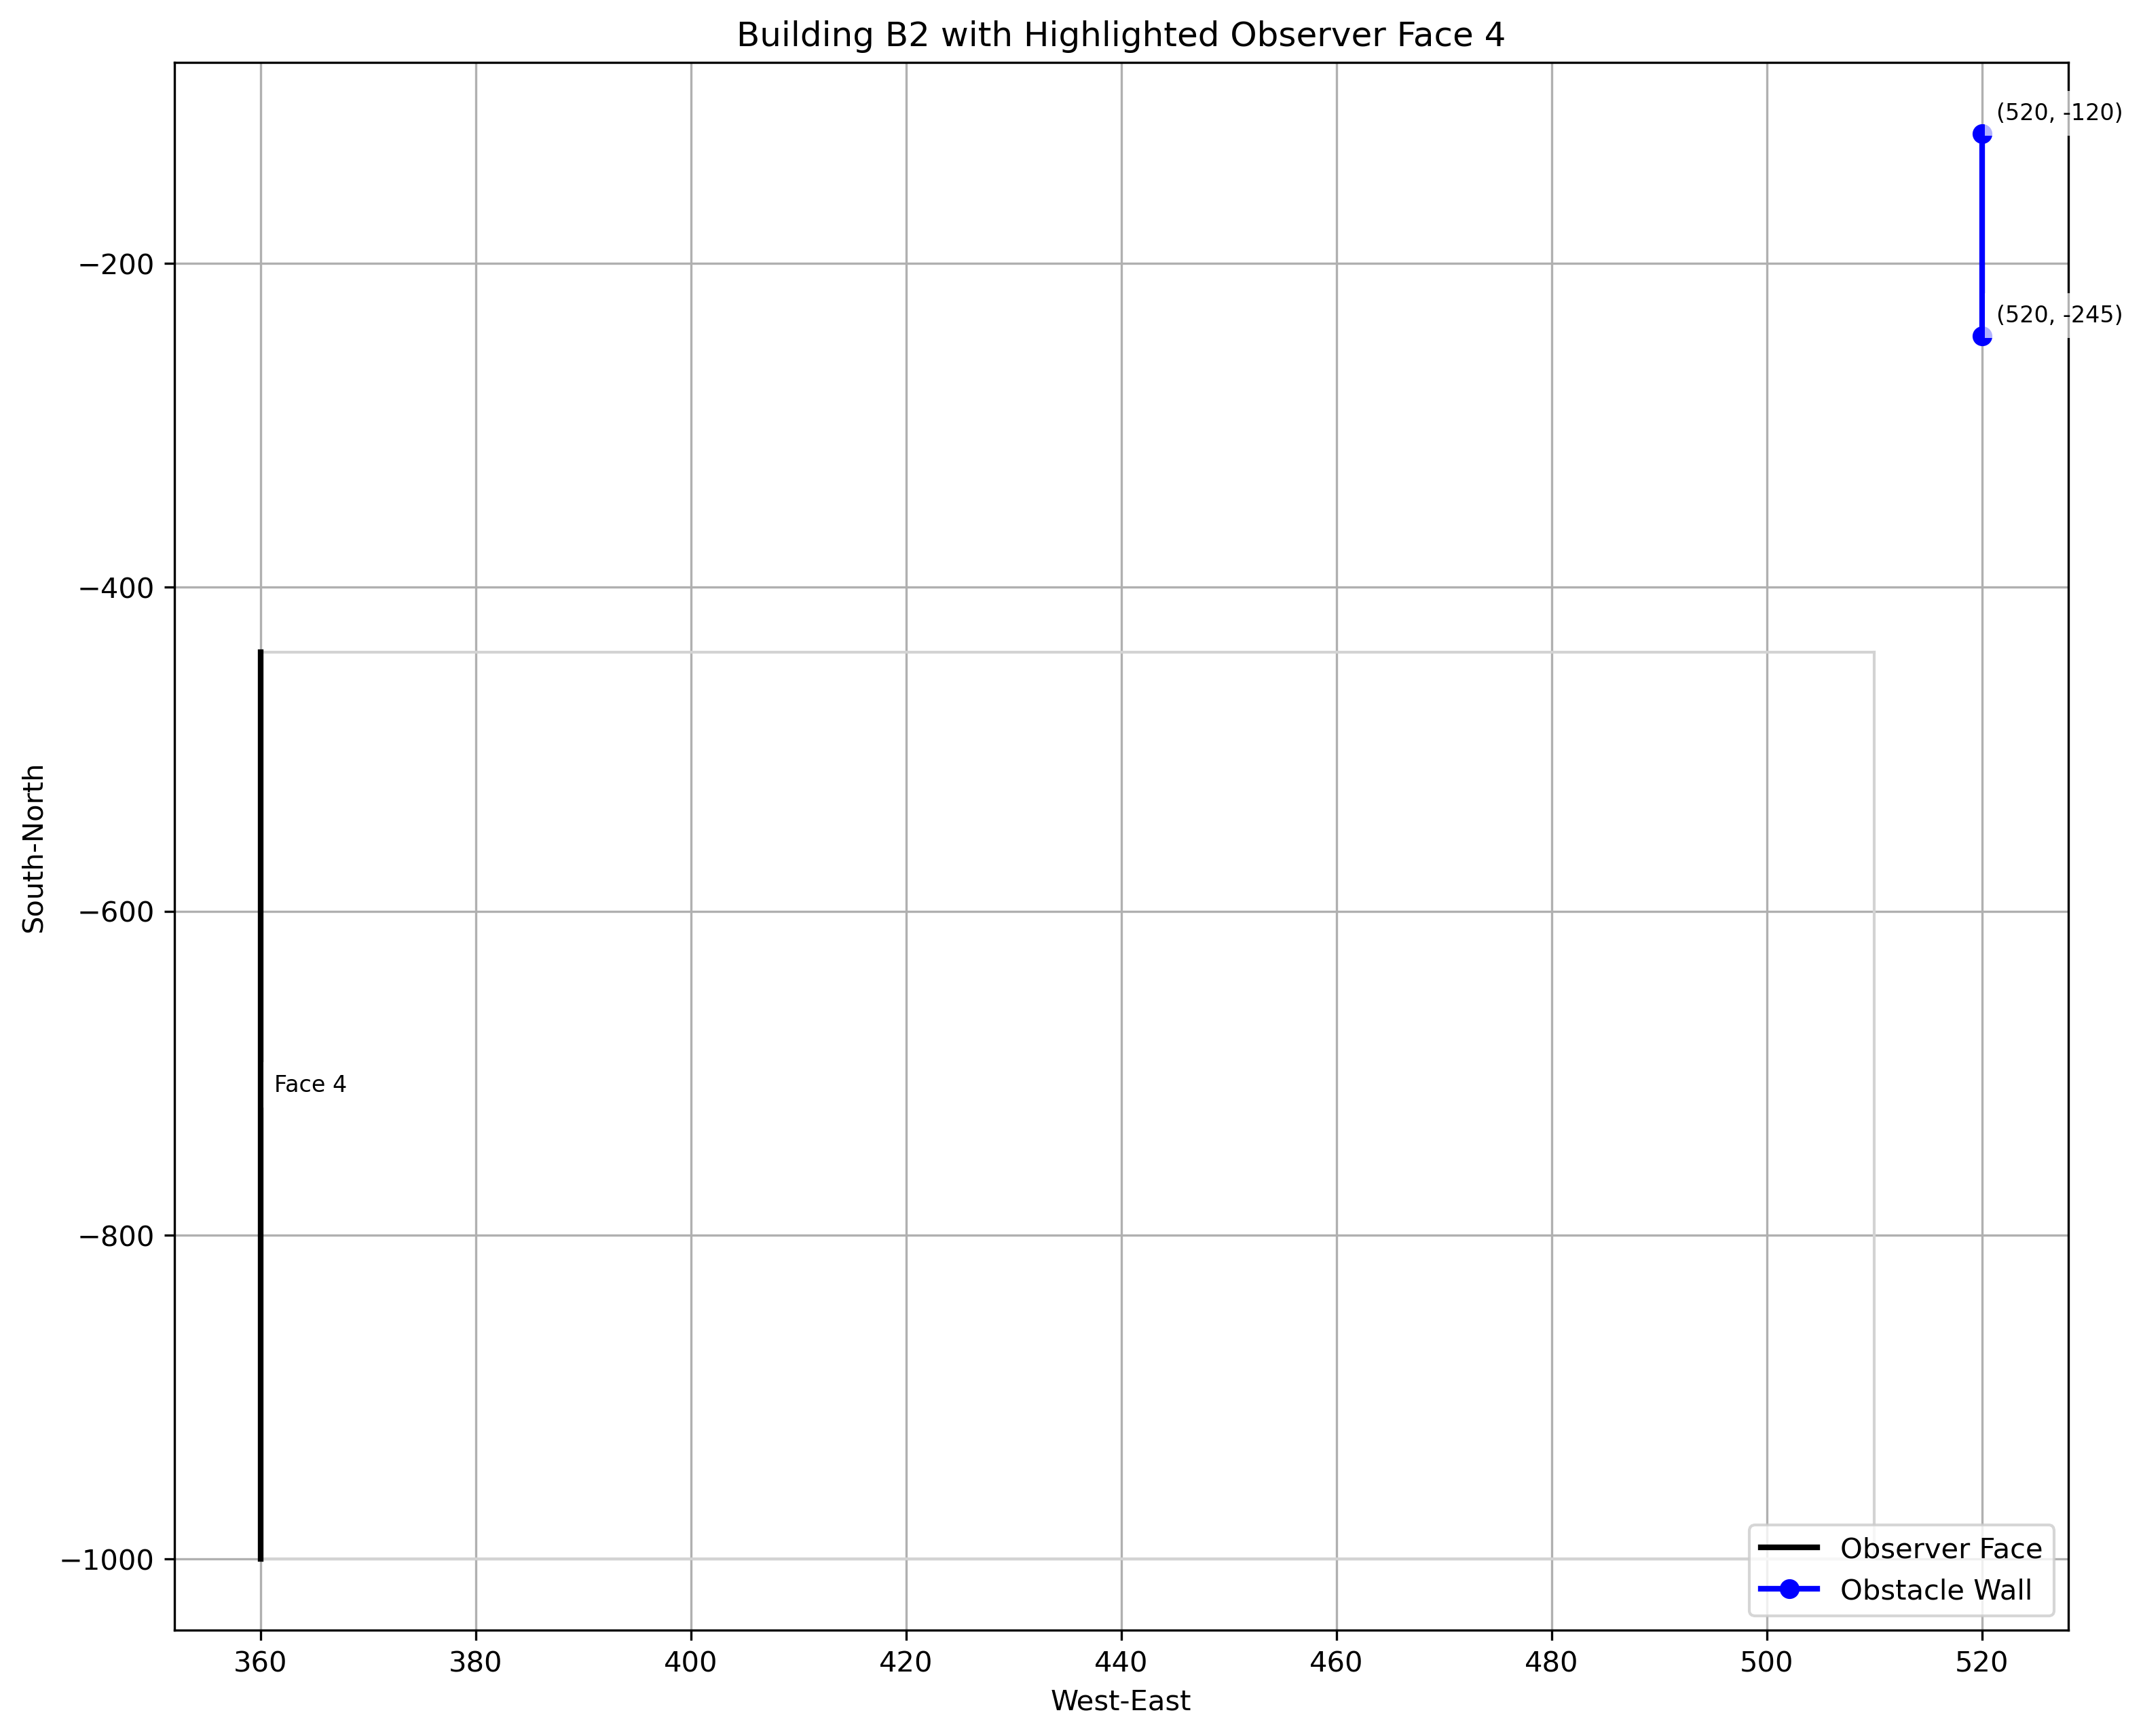 Building B2 with Highlighted Observer Face 4
(520, -120)
−200
(520, -245)
−400
−600
Face 4
−800
−1000
South-North
Observer Face
Obstacle Wall
360 380 400 420 440 460 480 500 520
West-East